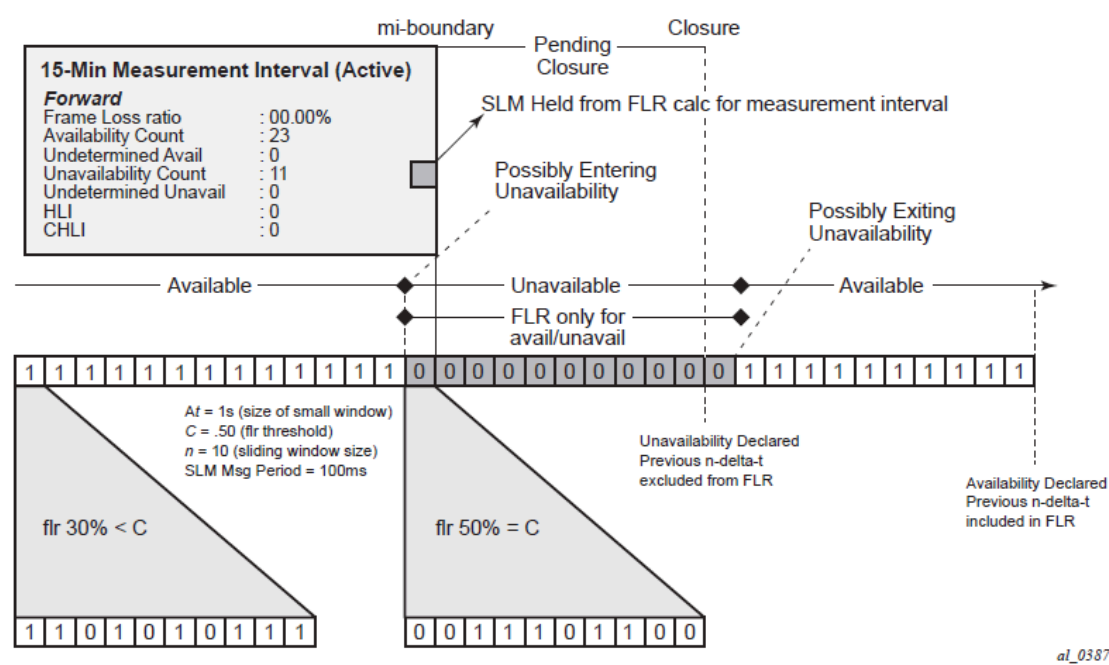 mi-boundary
Closure
Pending
Closure
15-Min Measurement Interval (Active)
Forward
Frame Loss ratio : 00.00%
Availability Count : 23
Undetermined Avail : 0
Unavailability Count : 11
Undetermined Unavail : 0
HLI : 0
CHLI : 0
SLM Held from FLR calc for measurement interval
Possibly Entering
Unavailability
Possibly Exiting
Unavailability
Available
Unavailable
Available
FLR only for
avail/unavail
1 1 1 1 1 1 1 1 1 1 1 1 1 0 0 0 0 0 0 0 0 0 0 0 1 1 1 1 1 1 1 1 1 1
At = 1s (size of small window)
C = .50 (flr threshold)
n = 10 (sliding window size)
SLM Msg Period = 100ms
Unavailability Declared
Previous n-delta-t
excluded from FLR
Availability Declared
Previous n-delta-t
included in FLR
flr 30% < C
flr 50% = C
1 1 0 1 0 1 0 1 1 1
0 0 1 1 1 0 1 1 0 0
al_0387